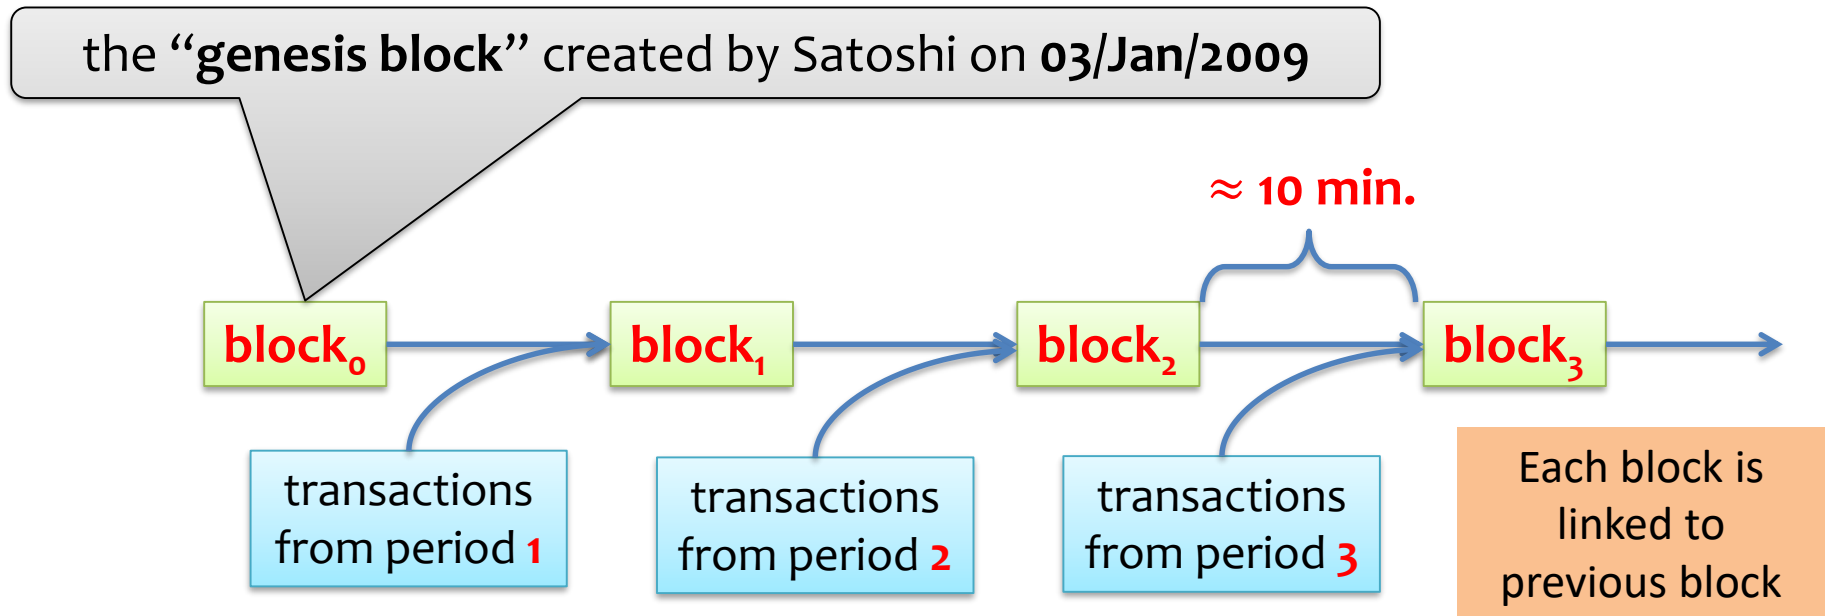 the “genesis block” created by Satoshi on 03/Jan/2009
≈ 10 min.
block₀
block₁
block₂
block₃
transactions
from period 1
transactions
from period 2
transactions
from period 3
Each block is
linked to
previous block